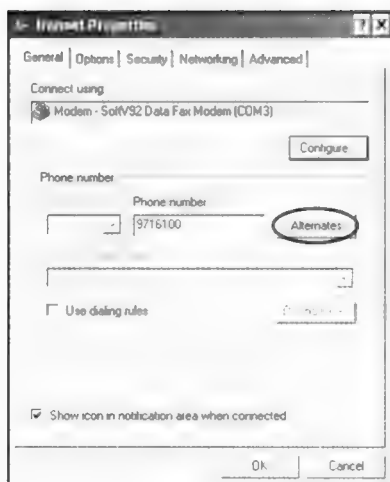 Properties
General Options Security Networking Advanced
Connect using:
Modem - SoftV92 Data Fax Modem (COM3)
Configure...
Phone number
Phone number
9716100 Alternates
Use dialing rules
Show icon in notification area when connected
OK Cancel